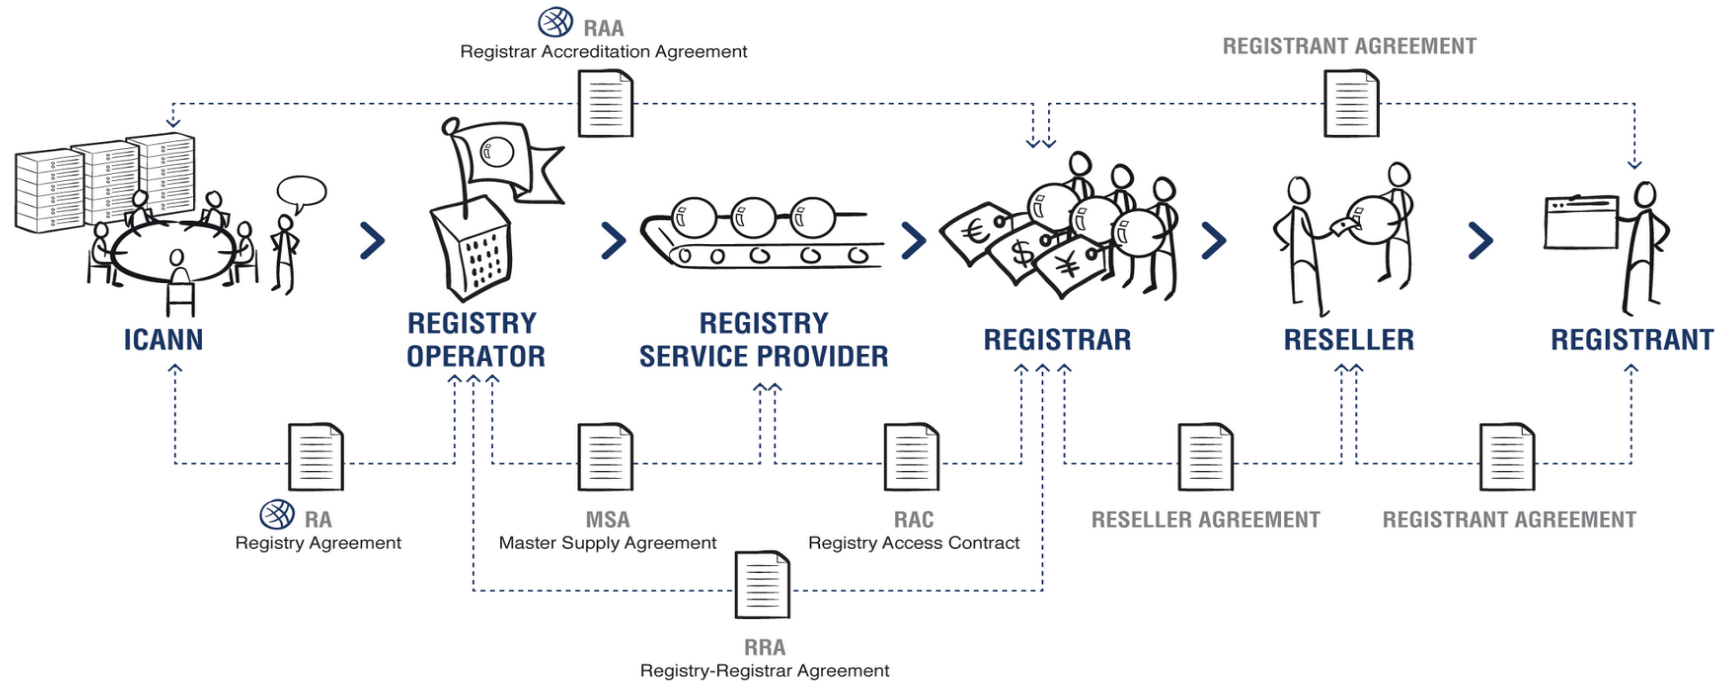 RAA
Registrar Accreditation Agreement
REGISTRANT AGREEMENT
€
$
¥
ICANN
REGISTRY
OPERATOR
REGISTRY
SERVICE PROVIDER
REGISTRAR
RESELLER
REGISTRANT
RA
Registry Agreement
MSA
Master Supply Agreement
RAC
Registry Access Contract
RESELLER AGREEMENT
REGISTRANT AGREEMENT
RRA
Registry-Registrar Agreement